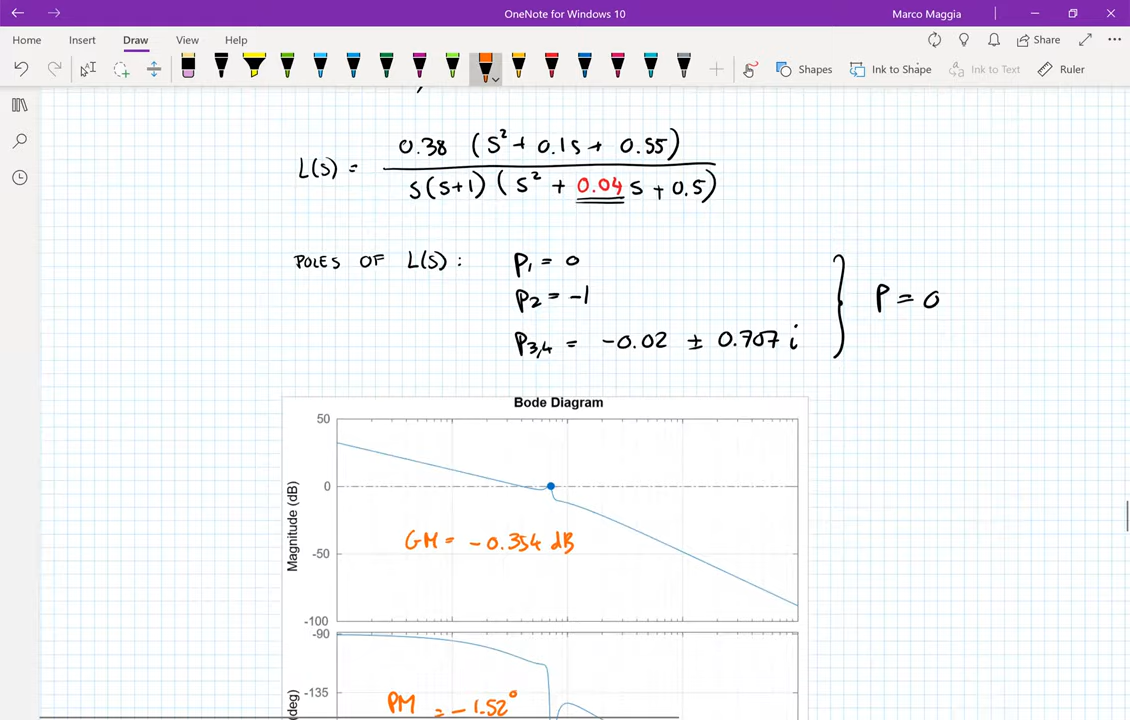 OneNote for Windows 10
Marco Maggia
Home Insert Draw View Help
Share
Shapes Ink to Shape Ink to Text Ruler
L(s) = 0.38 (s² + 0.1s + 0.55)
s(s+1) (s² + 0.04 s + 0.5)
POLES OF L(s) : P₁ = 0
P₂ = -1
P = 0
P₃,₄ = -0.02 ± 0.707 i
Bode Diagram
50
0
-50
-100
Magnitude (dB)
GM = -0.354 dB
-90
-135
(deg)
PM = -1.52°